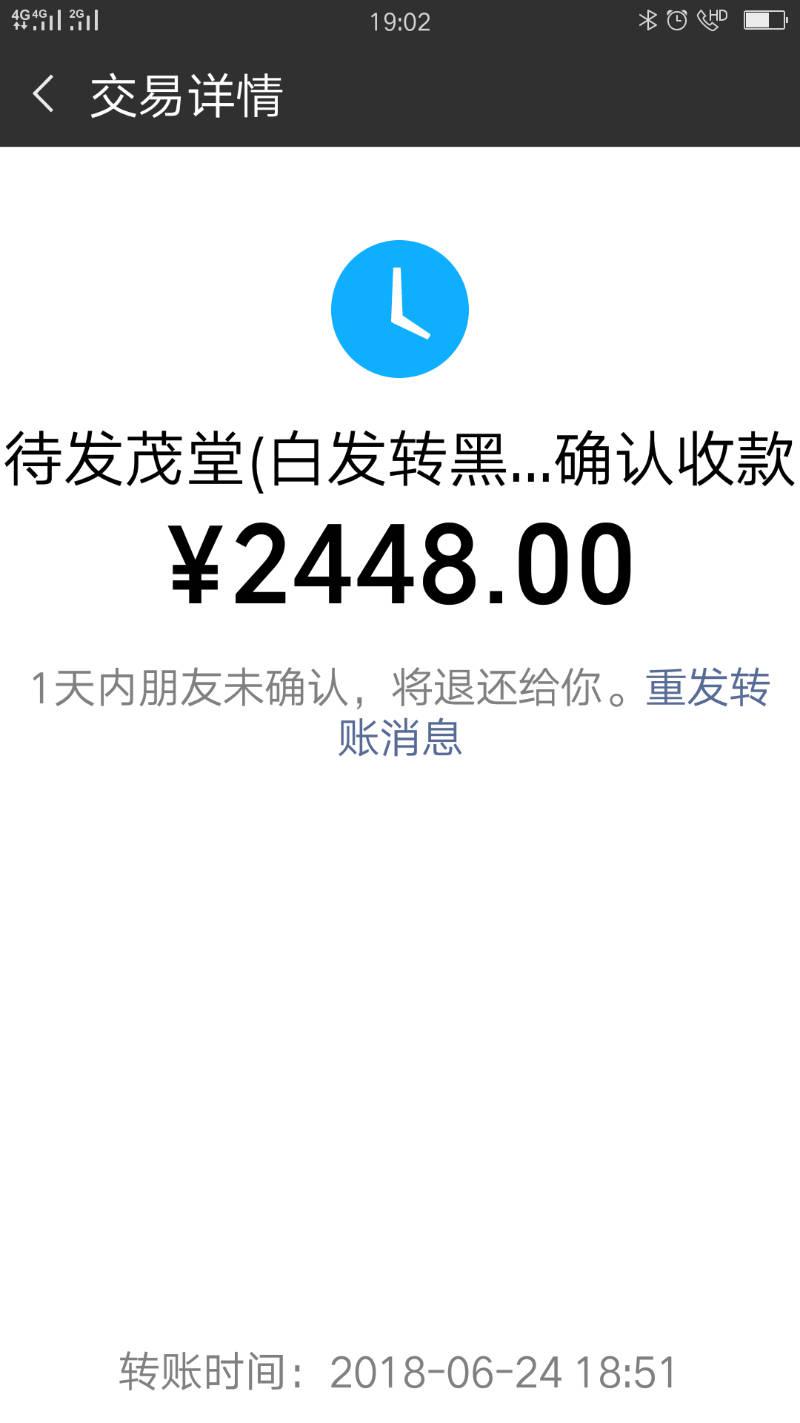 4G 4G 2G 19:02 HD
交易详情
待发茂堂(白发转黑...确认收款
¥2448.00
1天内朋友未确认，将退还给你。重发转
账消息
转账时间：2018-06-24 18:51